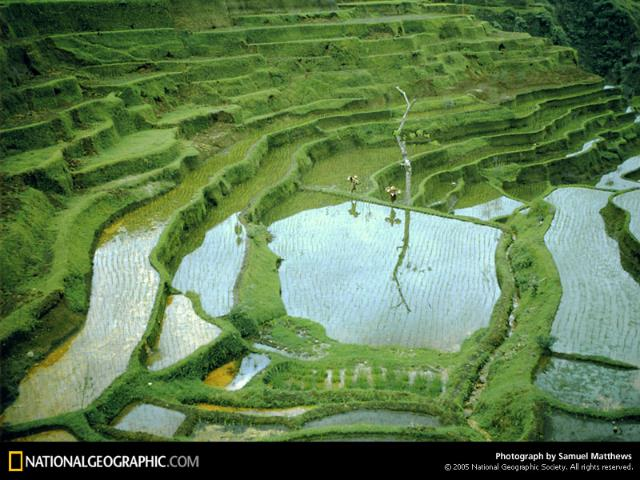 NATIONALGEOGRAPHIC.COM
Photograph by Samuel Matthews
© 2005 National Geographic Society. All rights reserved.